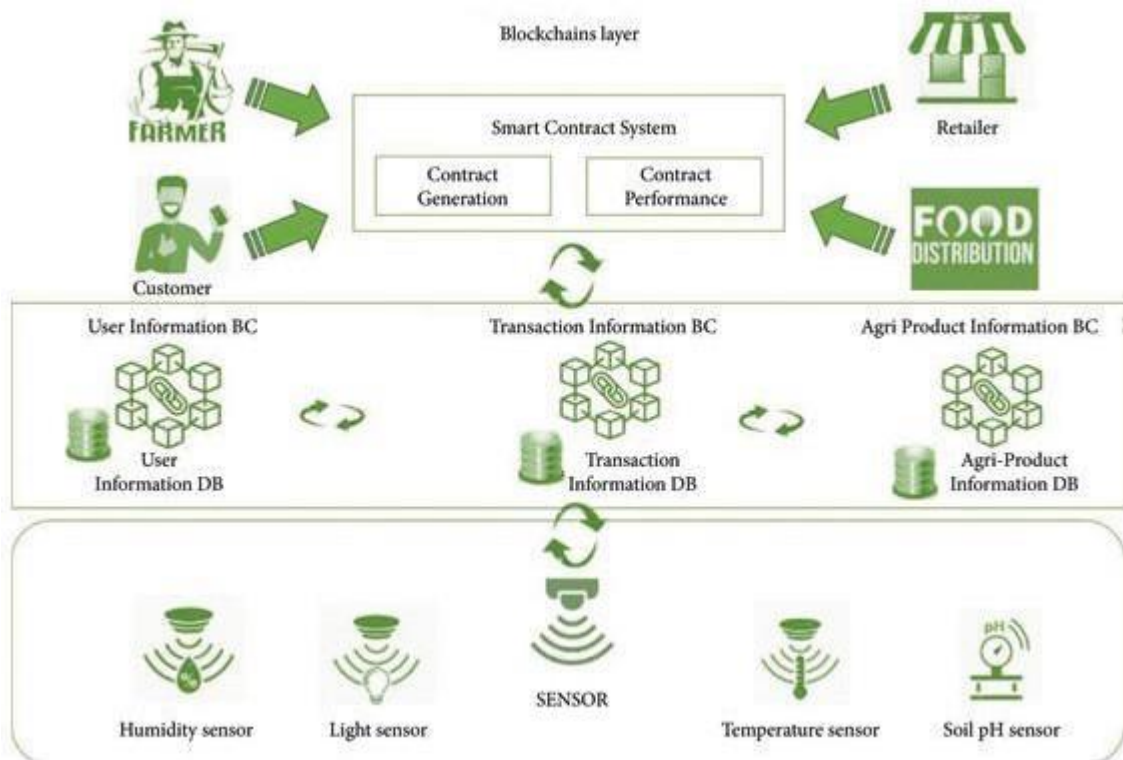 Blockchains layer
SHOP
FARMER
Smart Contract System
Retailer
Contract
Generation
Contract
Performance
FOOD
DISTRIBUTION
Customer
User Information BC
Transaction Information BC
Agri Product Information BC
User
Information DB
Transaction
Information DB
Agri-Product
Information DB
pH
%
SENSOR
Humidity sensor
Light sensor
Temperature sensor
Soil pH sensor